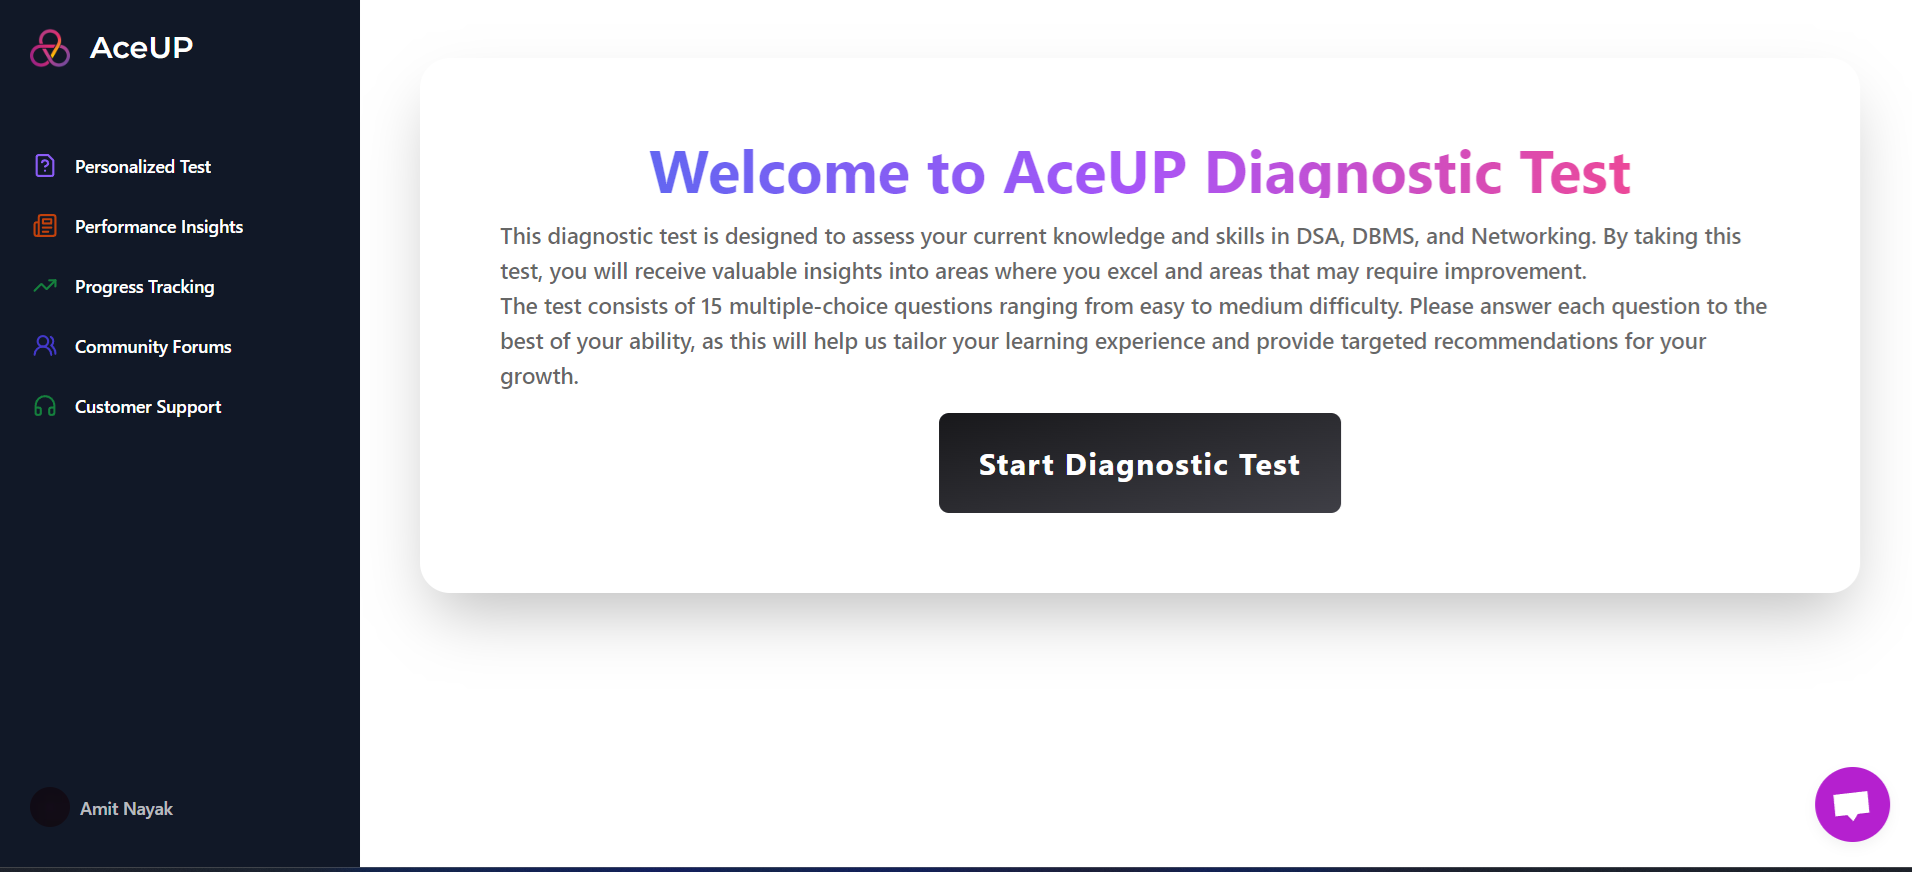 AceUP
Personalized Test
Performance Insights
Progress Tracking
Community Forums
Customer Support
Amit Nayak
Welcome to AceUP Diagnostic Test
This diagnostic test is designed to assess your current knowledge and skills in DSA, DBMS, and Networking. By taking this
test, you will receive valuable insights into areas where you excel and areas that may require improvement.
The test consists of 15 multiple-choice questions ranging from easy to medium difficulty. Please answer each question to the
best of your ability, as this will help us tailor your learning experience and provide targeted recommendations for your
growth.
Start Diagnostic Test